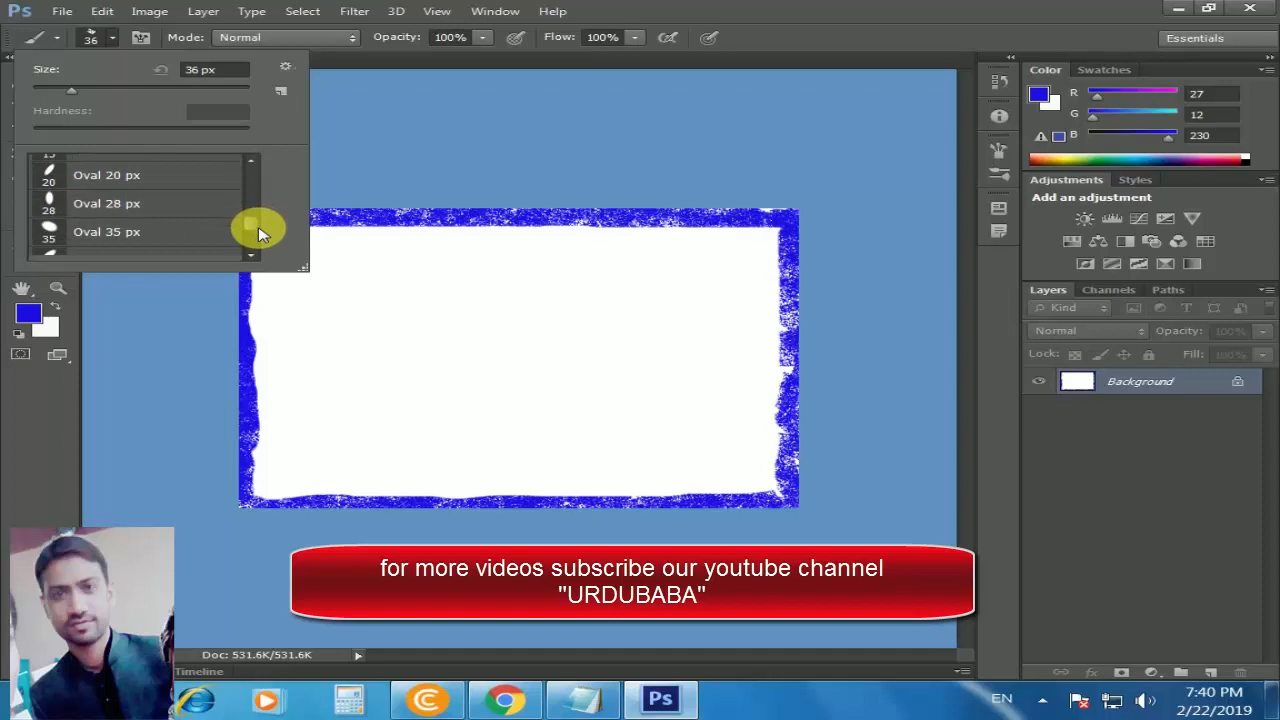 Ps File Edit Image Layer Type Select Filter 3D View Window Help
36 Mode: Normal Opacity: 100% Flow: 100% Essentials
Size: 36 px
Hardness:
15
20 Oval 20 px
28 Oval 28 px
35 Oval 35 px
Color Swatches
R 27
G 12
B 230
Adjustments Styles
Add an adjustment
Layers Channels Paths
Kind
Normal Opacity: 100%
Lock: Fill: 100%
Background
for more videos subscribe our youtube channel
"URDUBABA"
Doc: 531.6K/531.6K
Timeline
Ps EN 7:40 PM
2/22/2019